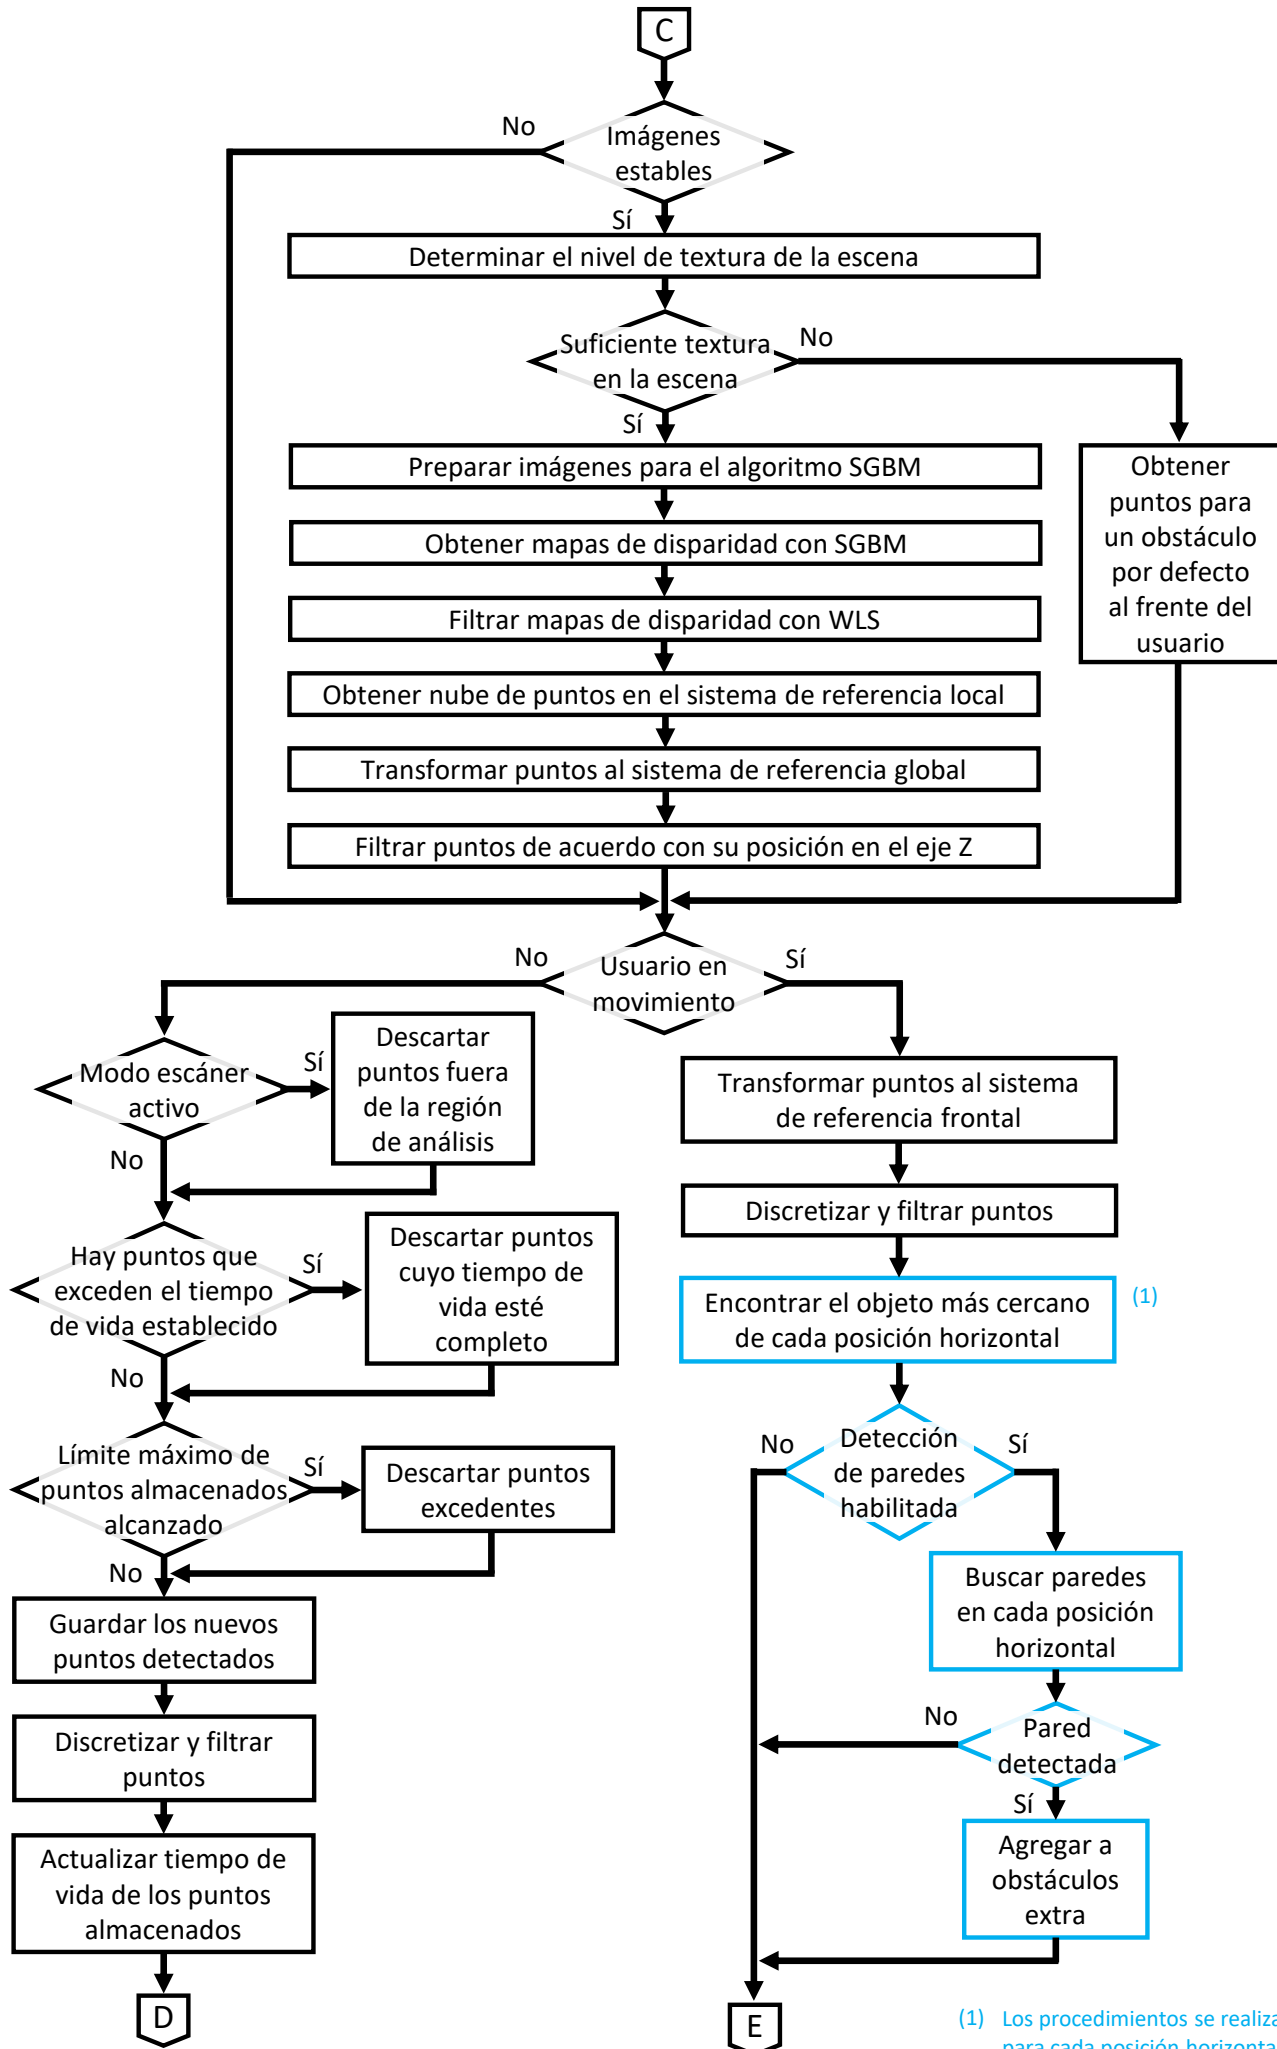 C
Imágenes
estables
No
Sí
Determinar el nivel de textura de la escena
Suficiente textura
en la escena
No
Sí
Preparar imágenes para el algoritmo SGBM
Obtener
puntos para
un obstáculo
por defecto
al frente del
usuario
Obtener mapas de disparidad con SGBM
Filtrar mapas de disparidad con WLS
Obtener nube de puntos en el sistema de referencia local
Transformar puntos al sistema de referencia global
Filtrar puntos de acuerdo con su posición en el eje Z
No
Usuario en
movimiento
Sí
Modo escáner
activo
Sí
Descartar
puntos fuera
de la región
de análisis
No
Hay puntos que
exceden el tiempo
de vida establecido
Sí
Descartar puntos
cuyo tiempo de
vida esté
completo
No
Límite máximo de
puntos almacenados
alcanzado
Sí
Descartar puntos
excedentes
No
Guardar los nuevos
puntos detectados
Discretizar y filtrar
puntos
Actualizar tiempo de
vida de los puntos
almacenados
D
Transformar puntos al sistema
de referencia frontal
Discretizar y filtrar puntos
Encontrar el objeto más cercano
de cada posición horizontal
(1)
No
Detección
de paredes
habilitada
Sí
Buscar paredes
en cada posición
horizontal
No
Pared
detectada
Sí
Agregar a
obstáculos
extra
E
(1) Los procedimientos se realiza
para cada posición horizontal